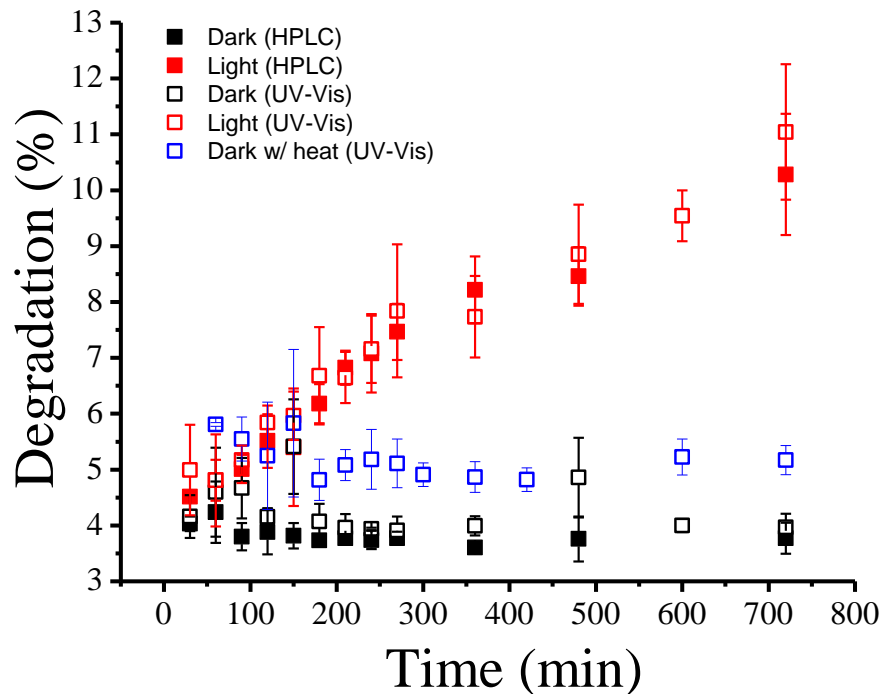 13
12
11
10
9
8
7
6
5
4
3
Degradation (%)
Dark (HPLC)
Light (HPLC)
Dark (UV-Vis)
Light (UV-Vis)
Dark w/ heat (UV-Vis)
0 100 200 300 400 500 600 700 800
Time (min)